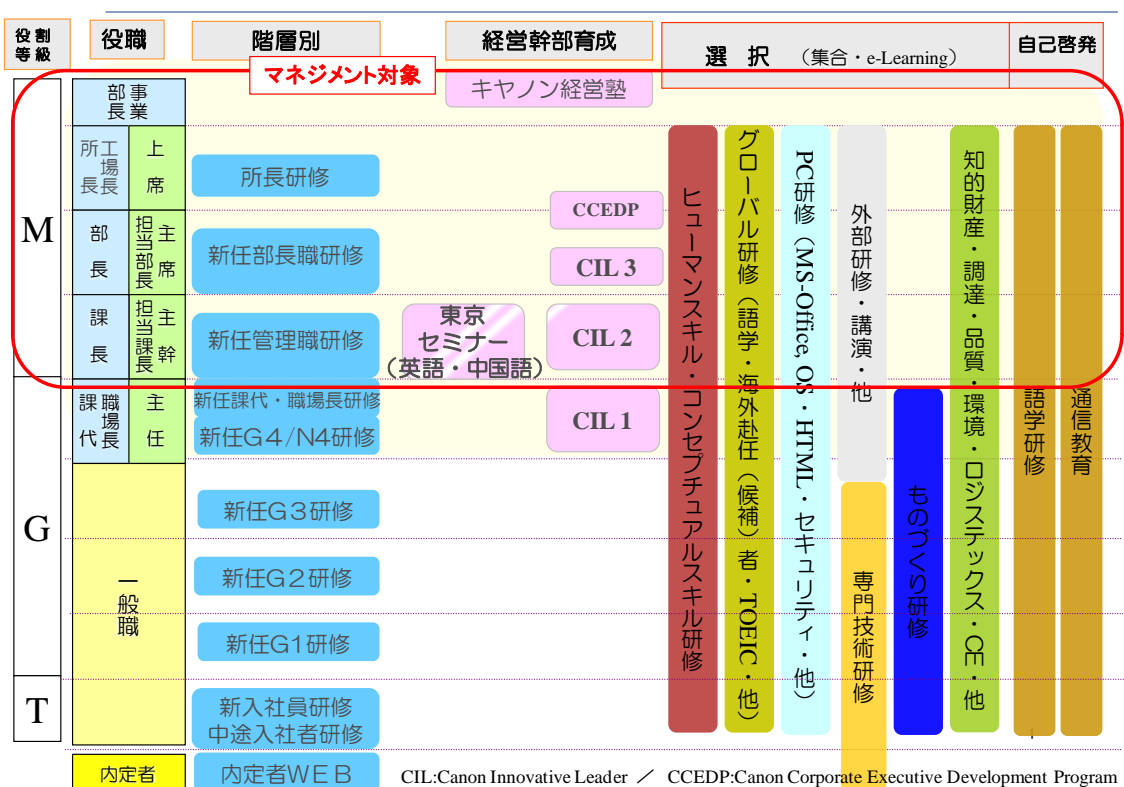 役割
等級
役職
階層別
経営幹部育成
選 択 （集合・e-Learning）
自己啓発
マネジメント対象
M
G
T
事業
部長
工場長
所長
上席
部長
主席
担当部長
課長
主幹
担当課長
職場長
課代
主任
一般職
内定者
所長研修
新任部長職研修
新任管理職研修
新任課代・職場長研修
新任G4/N4研修
新任G3研修
新任G2研修
新任G1研修
新入社員研修
中途入社者研修
内定者WEB
キヤノン経営塾
CCEDP
CIL 3
東京
セミナー
（英語・中国語）
CIL 2
CIL 1
ヒューマンスキル・コンセプチュアルスキル研修
グローバル研修（語学・海外赴任（候補）者・TOEIC・他）
PC研修（MS-Office, OS・HTML・セキュリティ・他）
外部研修・講演・他
専門技術研修
ものづくり研修
知的財産・調達・品質・環境・ロジステックス・CE・他
語学研修
通信教育
CIL:Canon Innovative Leader ／ CCEDP:Canon Corporate Executive Development Program